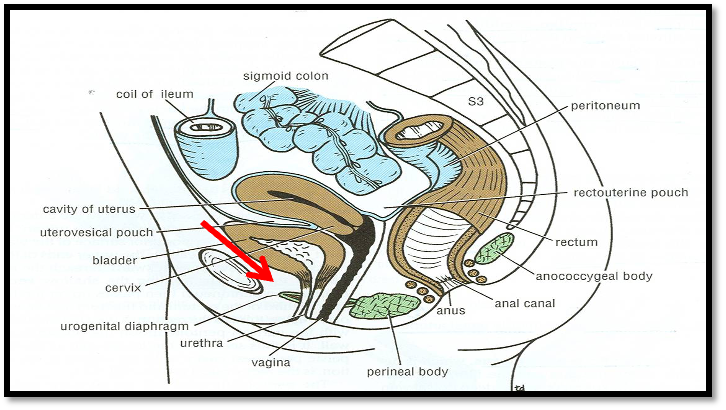 sigmoid colon
coil of ileum
S3
peritoneum
cavity of uterus
rectouterine pouch
uterovesical pouch
rectum
bladder
anococcygeal body
cervix
anal canal
anus
urogenital diaphragm
urethra
vagina
perineal body